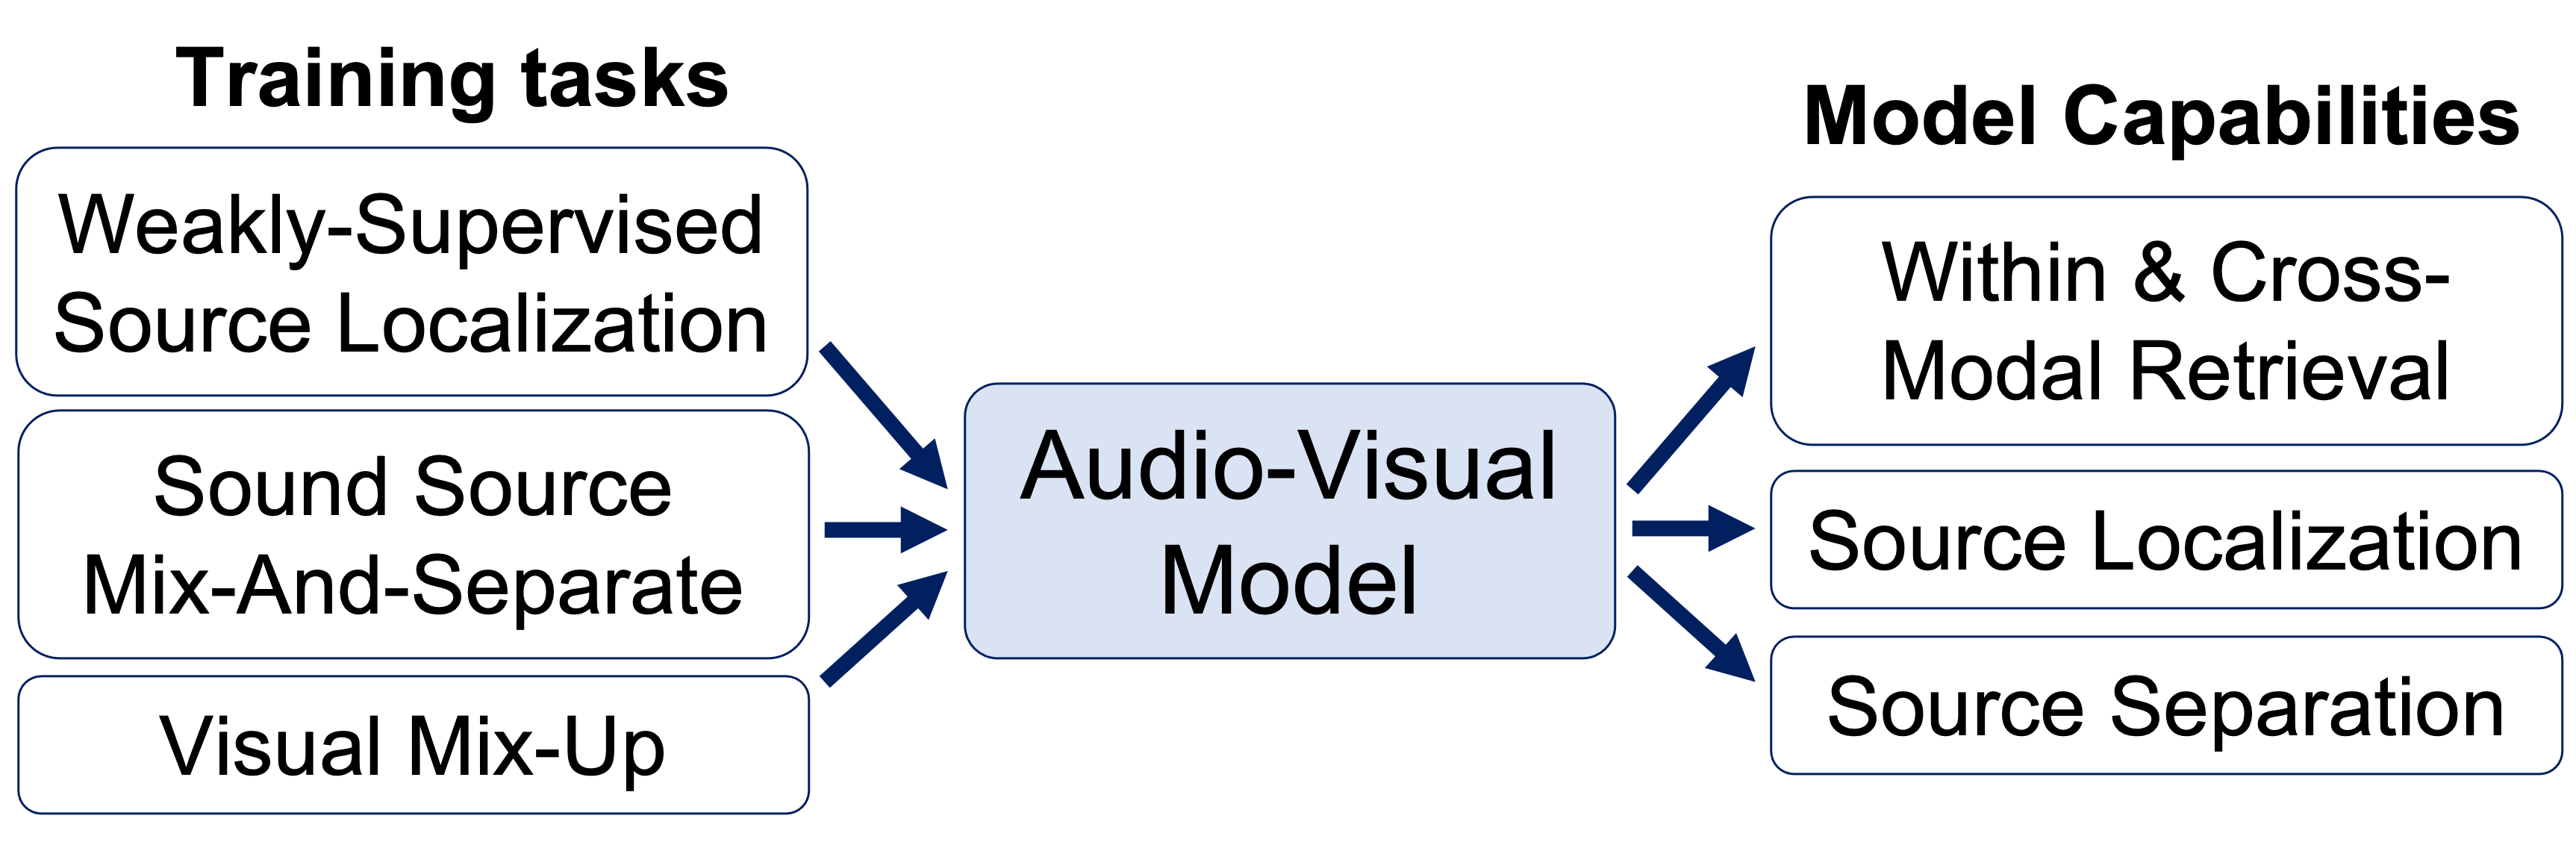 Training tasks
Weakly-Supervised
Source Localization
Sound Source
Mix-And-Separate
Visual Mix-Up
Audio-Visual
Model
Model Capabilities
Within & Cross-
Modal Retrieval
Source Localization
Source Separation